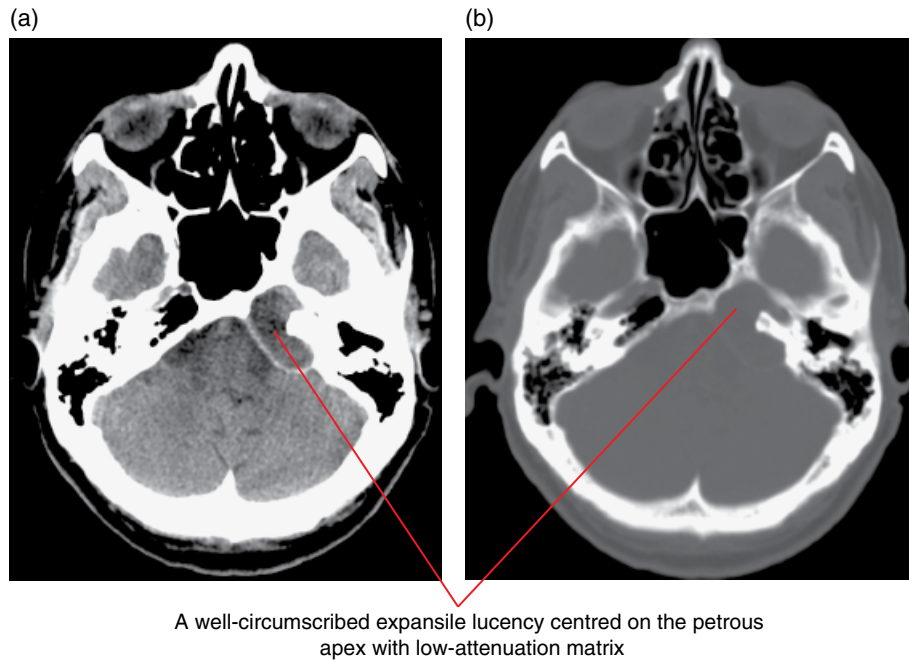 (a)
(b)
A well-circumscribed expansile lucency centred on the petrous
apex with low-attenuation matrix